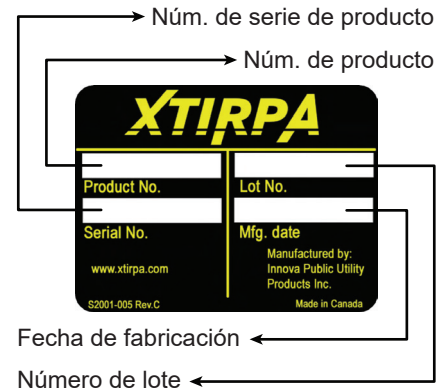 Núm. de serie de producto
Núm. de producto
XTIRPA
Product No.
Lot No.
Serial No.
Mfg. date
www.xtirpa.com
Manufactured by:
Innova Public Utility
Products Inc.
S2001-005 Rev.C
Made in Canada
Fecha de fabricación
Número de lote